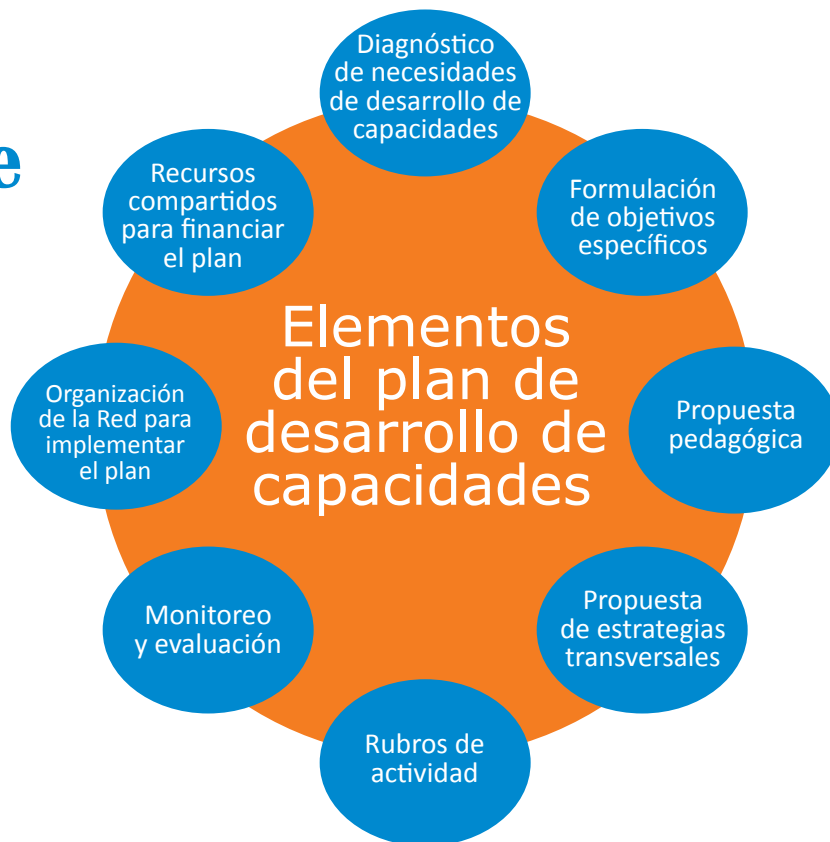 e
Diagnóstico
de necesidades
de desarrollo de
capacidades
Formulación
de objetivos
específicos
Propuesta
pedagógica
Propuesta
de estrategias
transversales
Rubros de
actividad
Monitoreo
y evaluación
Organización
de la Red para
implementar
el plan
Recursos
compartidos
para financiar
el plan
Elementos
del plan de
desarrollo de
capacidades